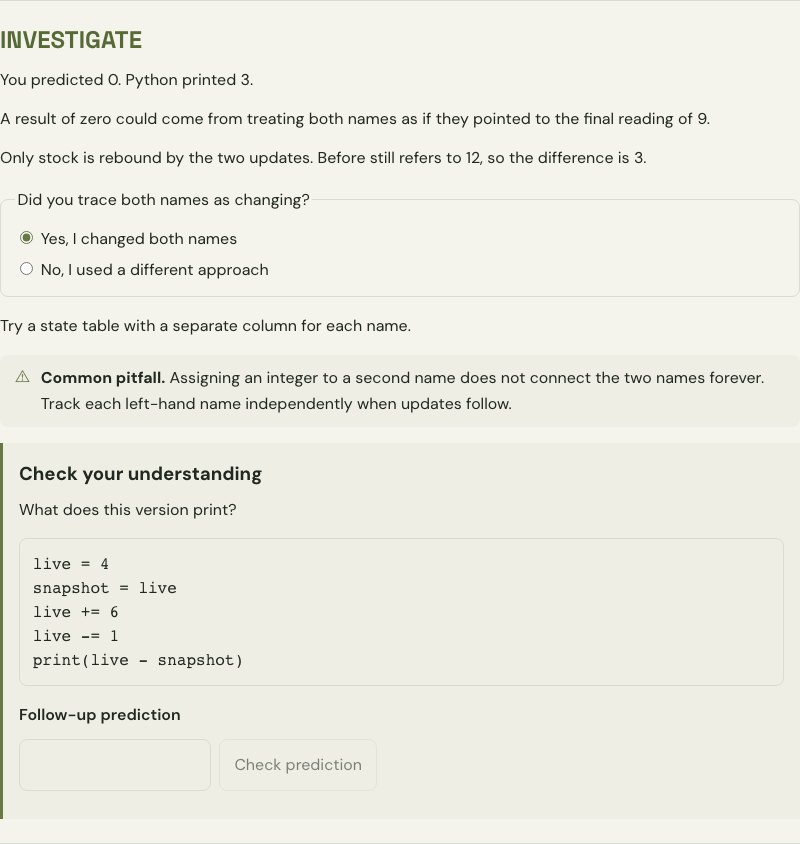 INVESTIGATE
You predicted 0. Python printed 3.
A result of zero could come from treating both names as if they pointed to the final reading of 9.
Only stock is rebound by the two updates. Before still refers to 12, so the difference is 3.
Did you trace both names as changing?
Yes, I changed both names
No, I used a different approach
Try a state table with a separate column for each name.
⚠ Common pitfall. Assigning an integer to a second name does not connect the two names forever.
Track each left-hand name independently when updates follow.
Check your understanding
What does this version print?
live = 4
snapshot = live
live += 6
live -= 1
print(live - snapshot)
Follow-up prediction
Check prediction